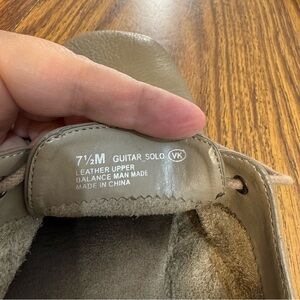 7½M GUITAR_SOLO VK
LEATHER UPPER
BALANCE MAN MADE
MADE IN CHINA